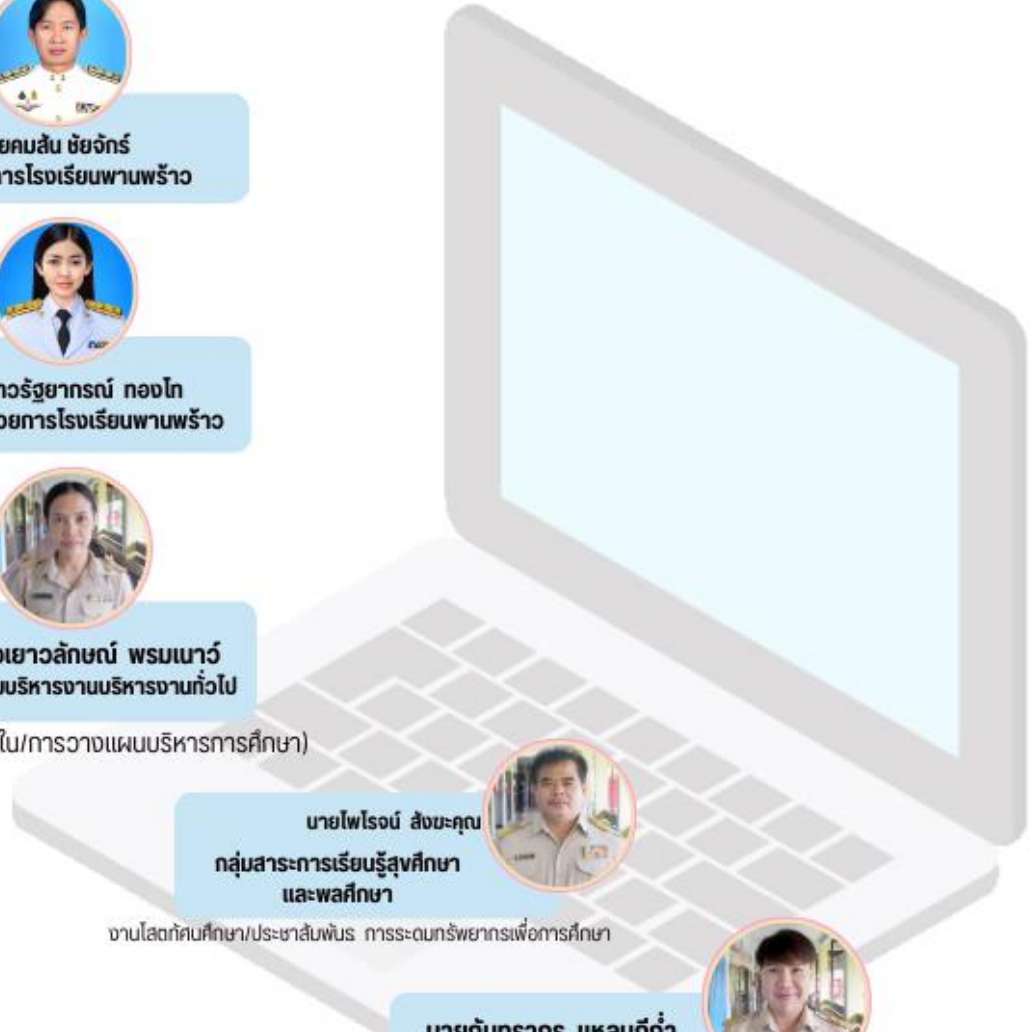 ยคมสัน ชัยจักร์
การโรงเรียนพานพร้าว
าวรัฐยากรณ์ ทองไท
วยการโรงเรียนพานพร้าว
วเยาวลักษณ์ พรมเนาว์
มบริหารงานบริหารงานทั่วไป
ใน/การวางแผนบริหารการศึกษา)
นายไพโรจน์ สังฆะคุณ
กลุ่มสาระการเรียนรู้สุขศึกษา
และพลศึกษา
งานโสตทัศนศึกษา/ประชาสัมพันธ การระดมทรัพยากรเพื่อการศึกษา